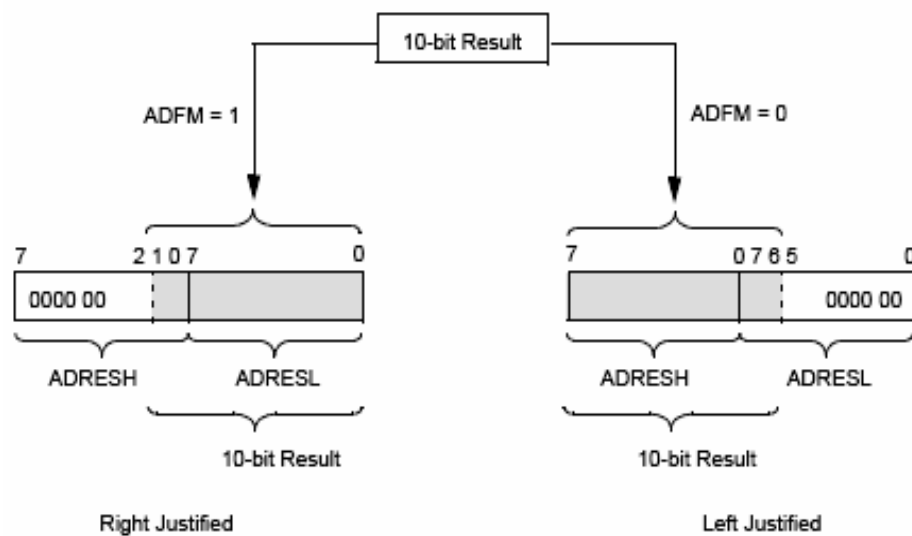 10-bit Result
ADFM = 1
ADFM = 0
7 2 1 0 7 0
7 0 7 6 5 0
0000 00
0000 00
ADRESH ADRESL
ADRESH ADRESL
10-bit Result
10-bit Result
Right Justified
Left Justified